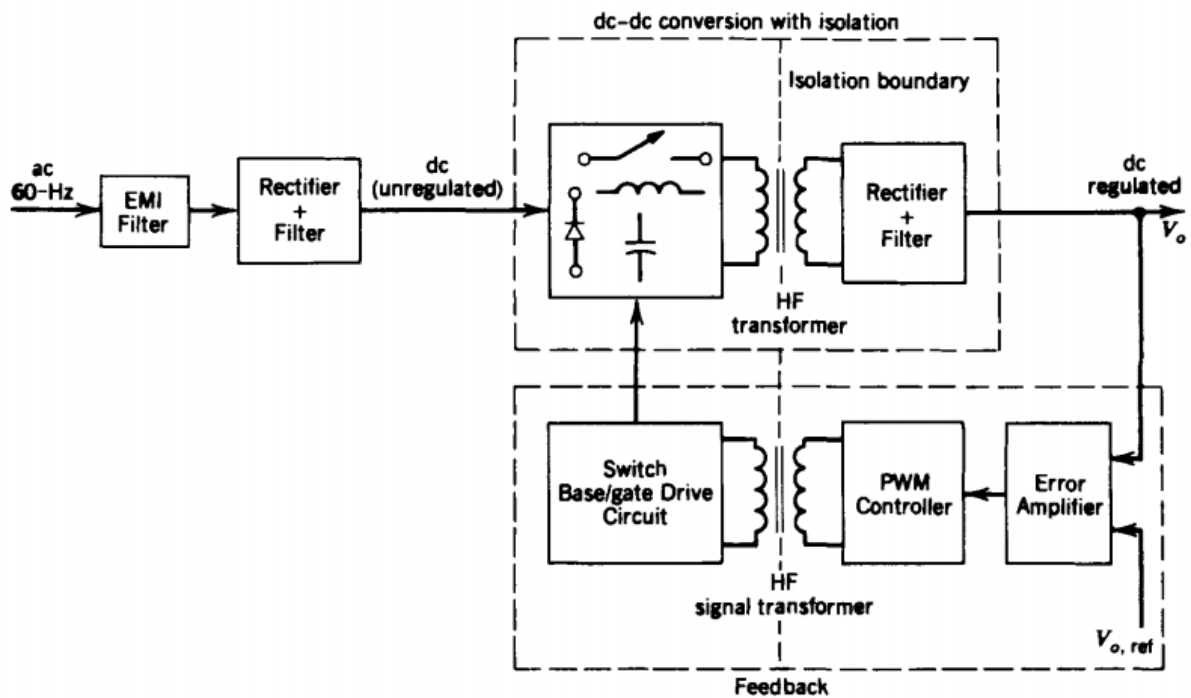 dc-dc conversion with isolation
Isolation boundary
ac
60-Hz
EMI
Filter
Rectifier
+
Filter
dc
(unregulated)
Rectifier
+
Filter
dc
regulated
V_o
HF
transformer
Switch
Base/gate Drive
Circuit
PWM
Controller
Error
Amplifier
HF
signal transformer
V_o, ref
Feedback